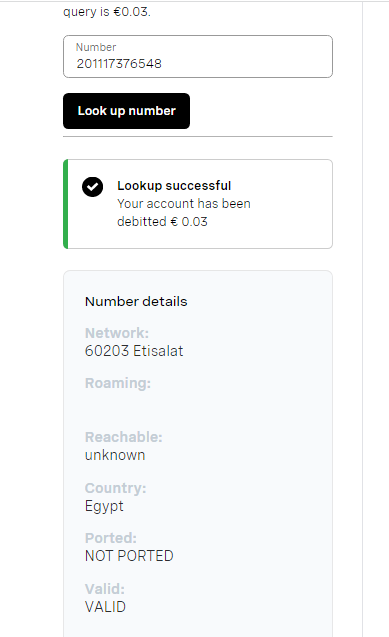 query is €0.03.
Number
201117376548
Look up number
Lookup successful
Your account has been
debitted € 0.03
Number details
Network:
60203 Etisalat
Roaming:
Reachable:
unknown
Country:
Egypt
Ported:
NOT PORTED
Valid:
VALID